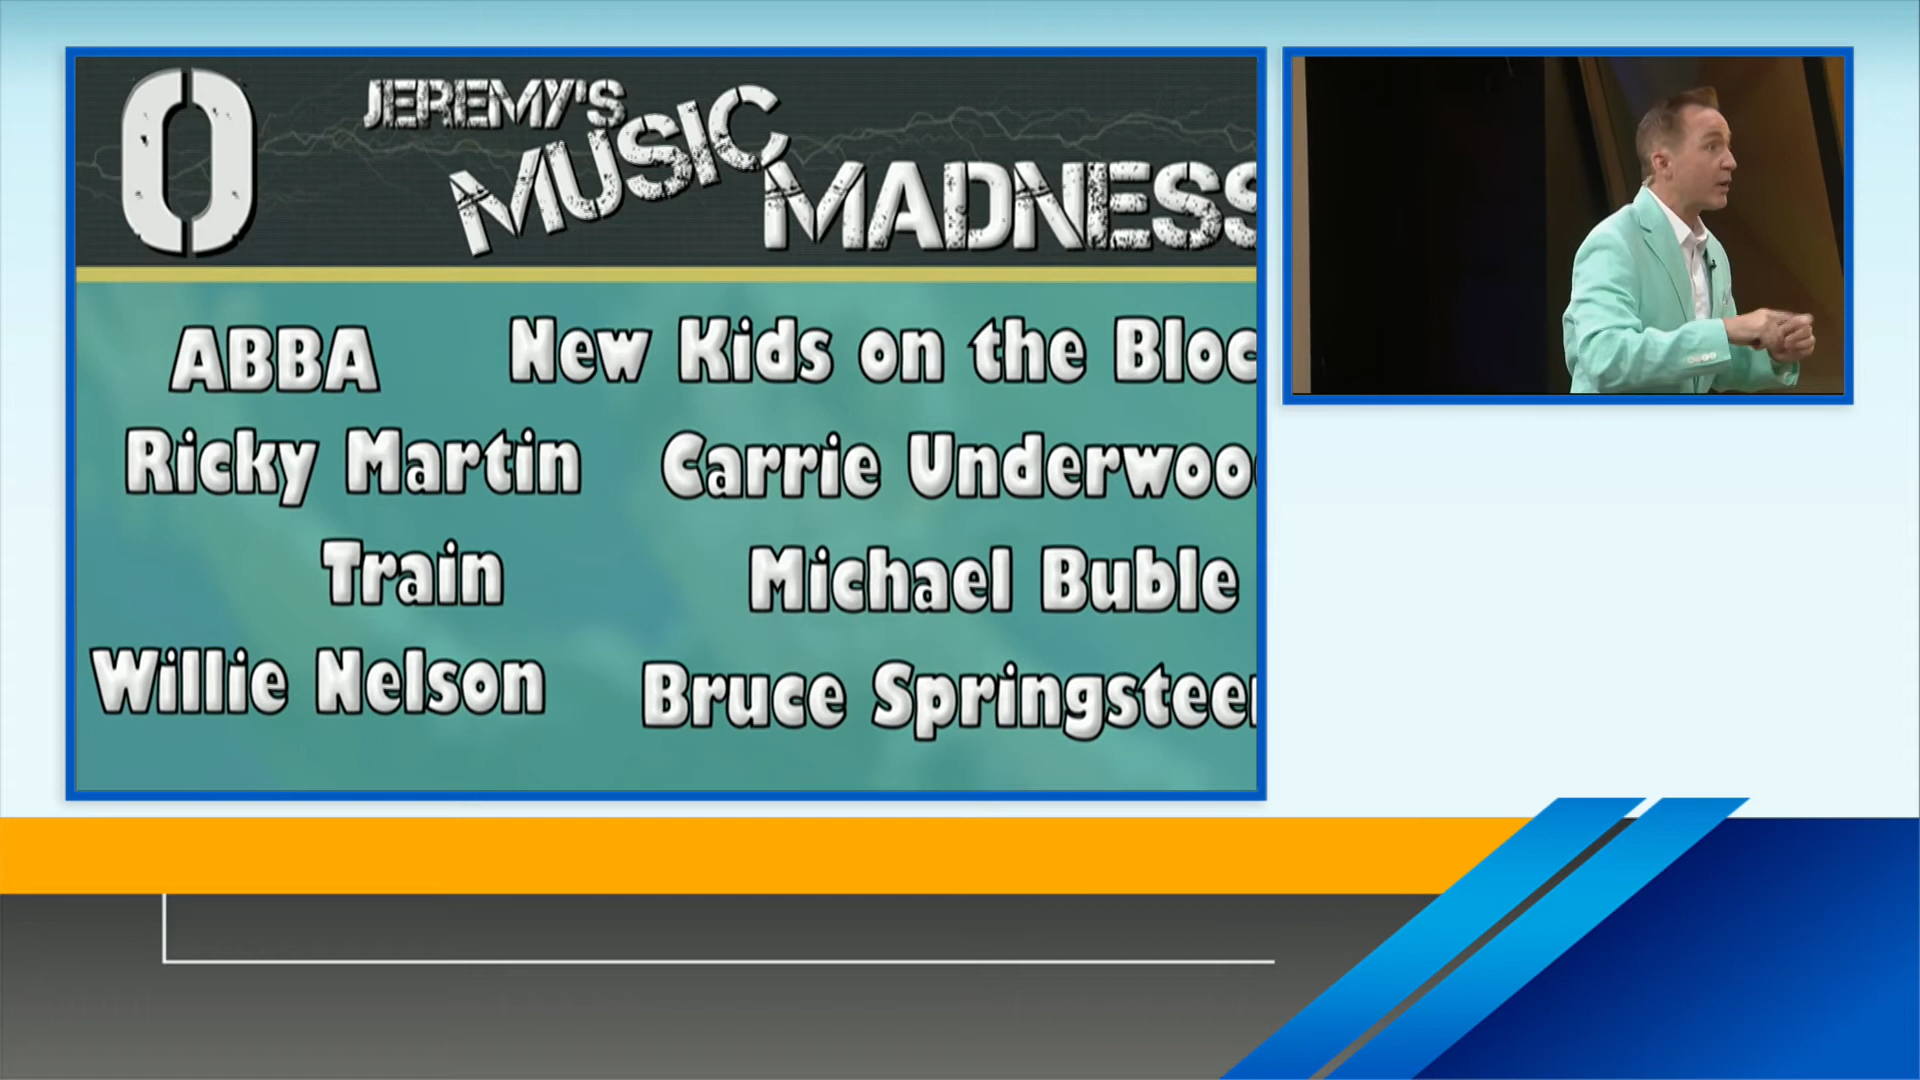 0
JEREMY'S
MUSIC
MADNESS
ABBA New Kids on the Bloc
Ricky Martin Carrie Underwoo
Train Michael Buble
Willie Nelson Bruce Springsteen